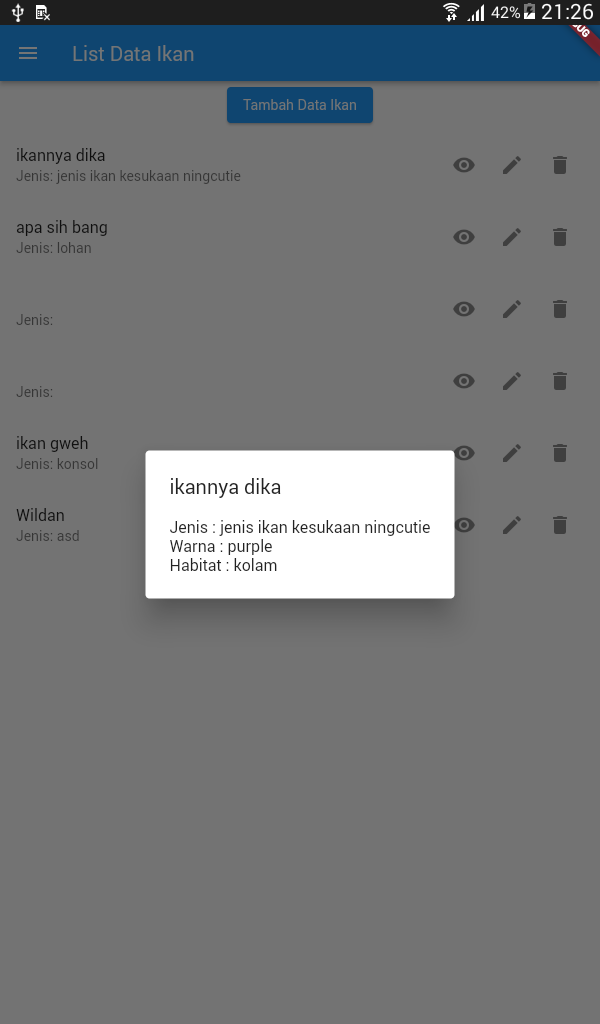 42% 21:26
List Data Ikan
Tambah Data Ikan
ikannya dika
Jenis: jenis ikan kesukaan ningcutie
apa sih bang
Jenis: lohan
Jenis:
Jenis:
ikan gweh
Jenis: konsol
Wildan
Jenis: asd
ikannya dika
Jenis : jenis ikan kesukaan ningcutie
Warna : purple
Habitat : kolam